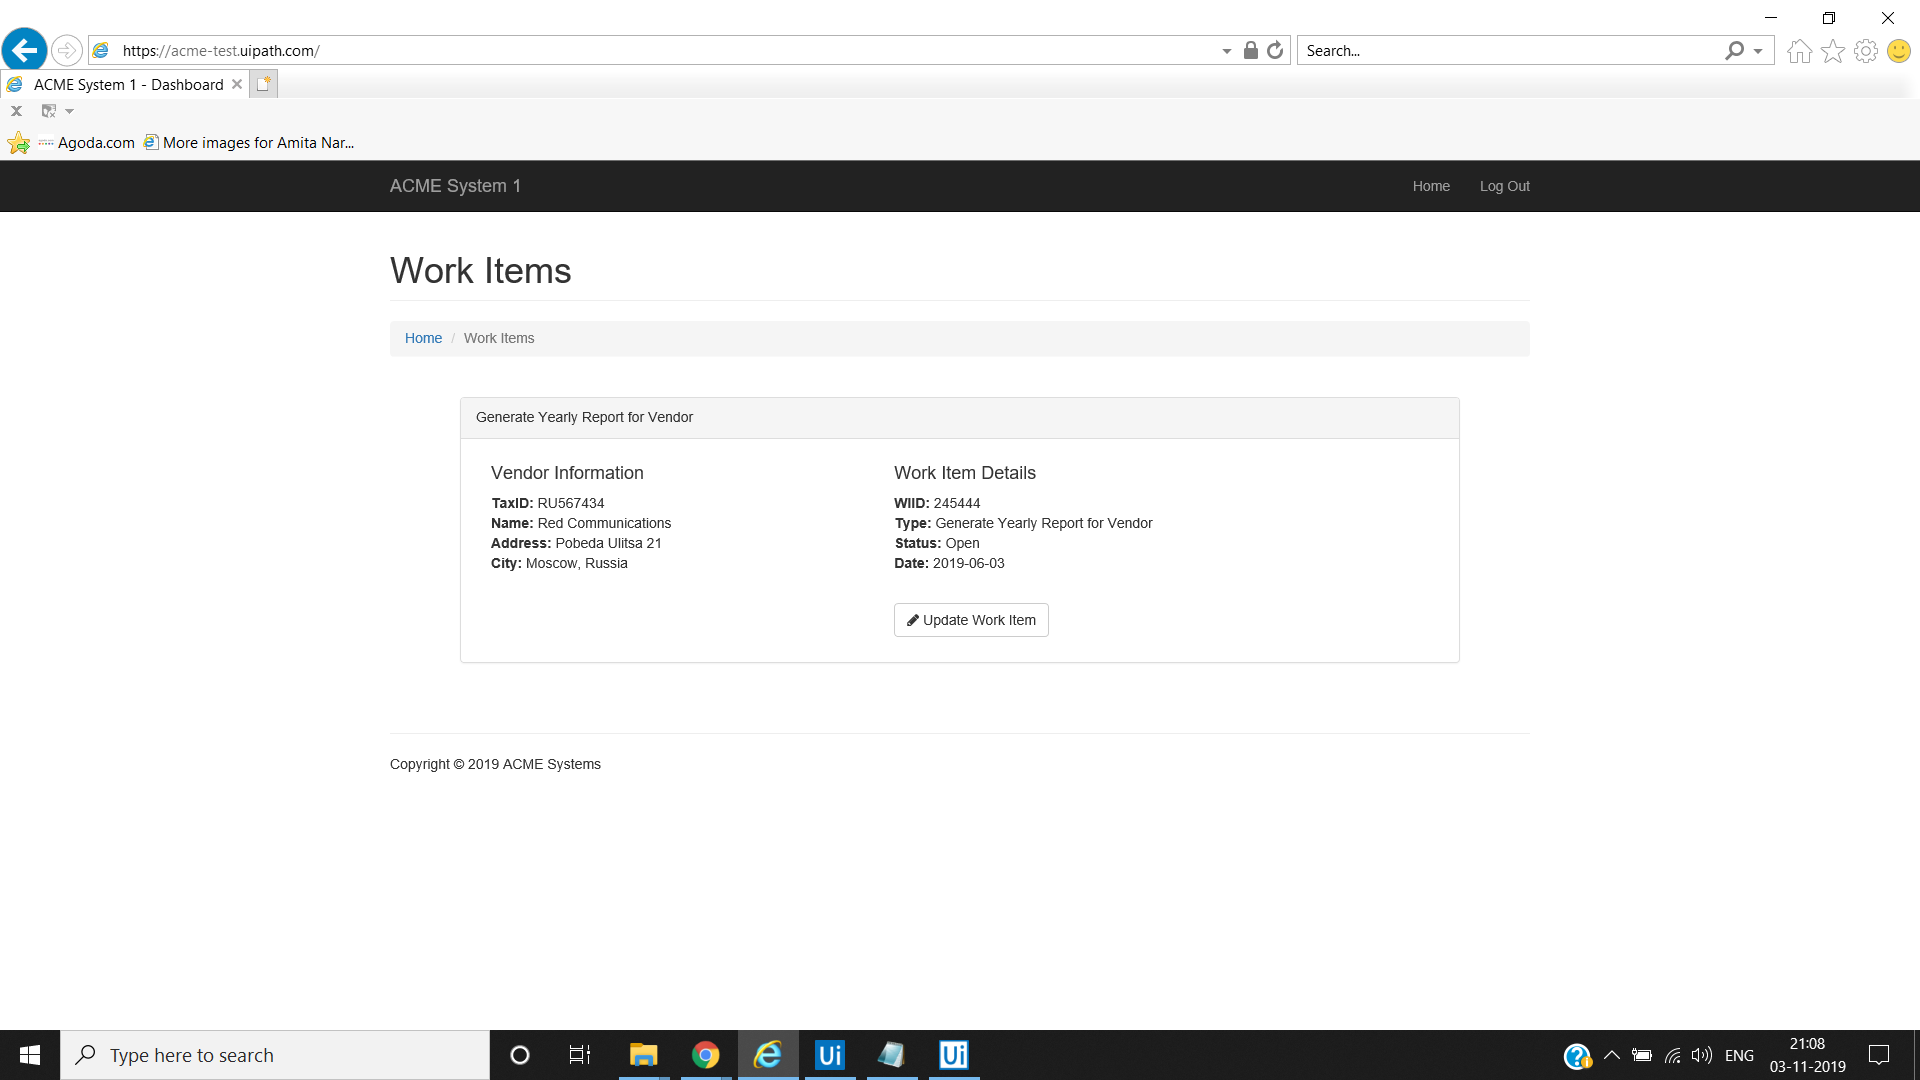 https://acme-test.uipath.com/
Search...
ACME System 1 - Dashboard
x
Agoda.com
More images for Amita Nar...
ACME System 1
Home
Log Out
Work Items
Home / Work Items
Generate Yearly Report for Vendor
Vendor Information
TaxID: RU567434
Name: Red Communications
Address: Pobeda Ulitsa 21
City: Moscow, Russia
Work Item Details
WIID: 245444
Type: Generate Yearly Report for Vendor
Status: Open
Date: 2019-06-03
Update Work Item
Copyright © 2019 ACME Systems
Type here to search
Ui
Ui
ENG
21:08
03-11-2019